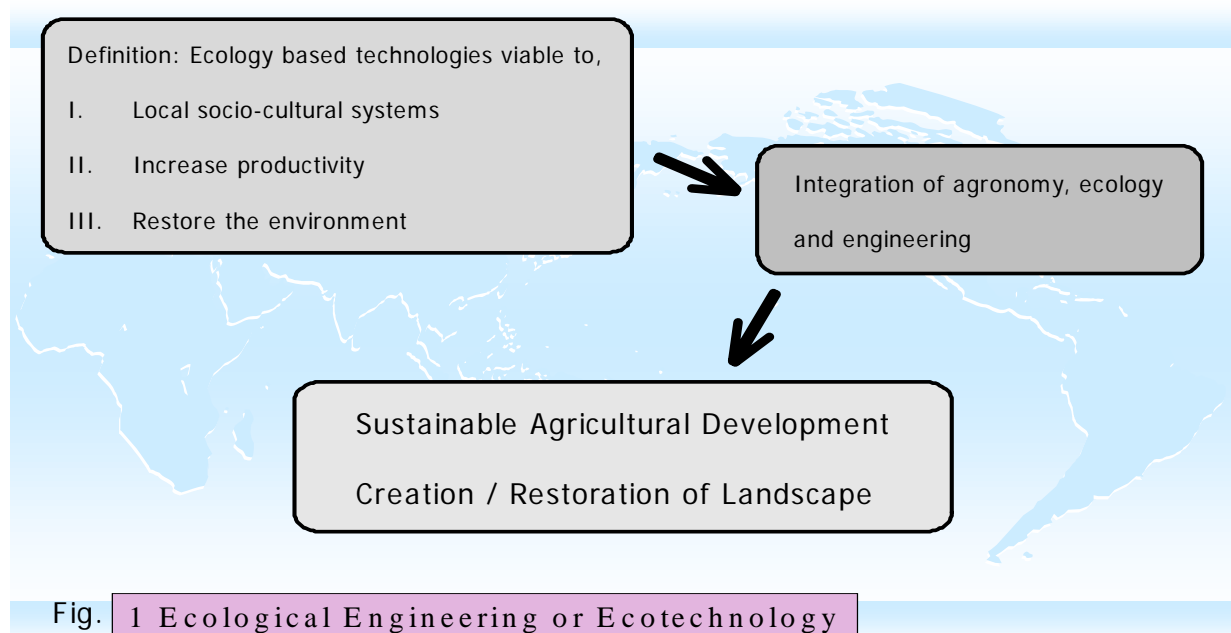 Definition: Ecology based technologies viable to,
I. Local socio-cultural systems
II. Increase productivity
III. Restore the environment
Integration of agronomy, ecology
and engineering
Sustainable Agricultural Development
Creation / Restoration of Landscape
Fig. 1 Ecological Engineering or Ecotechnology